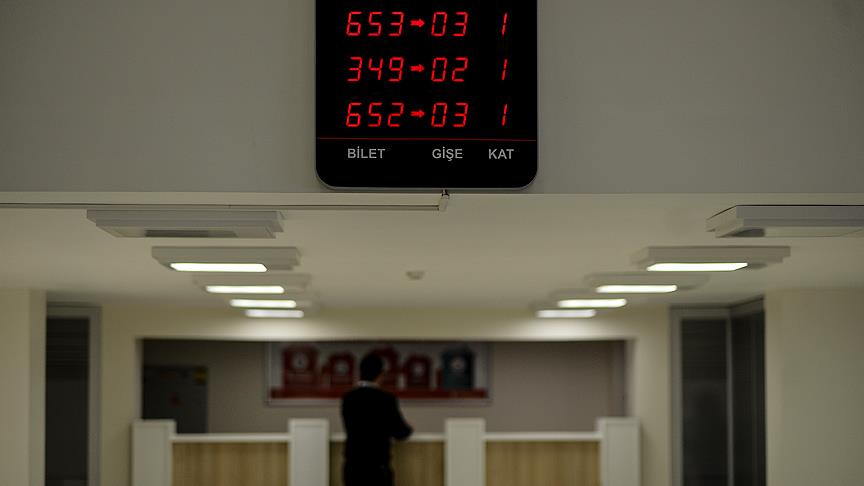 653 → 03 1
349 → 02 1
652 → 03 1
BİLET GİŞE KAT